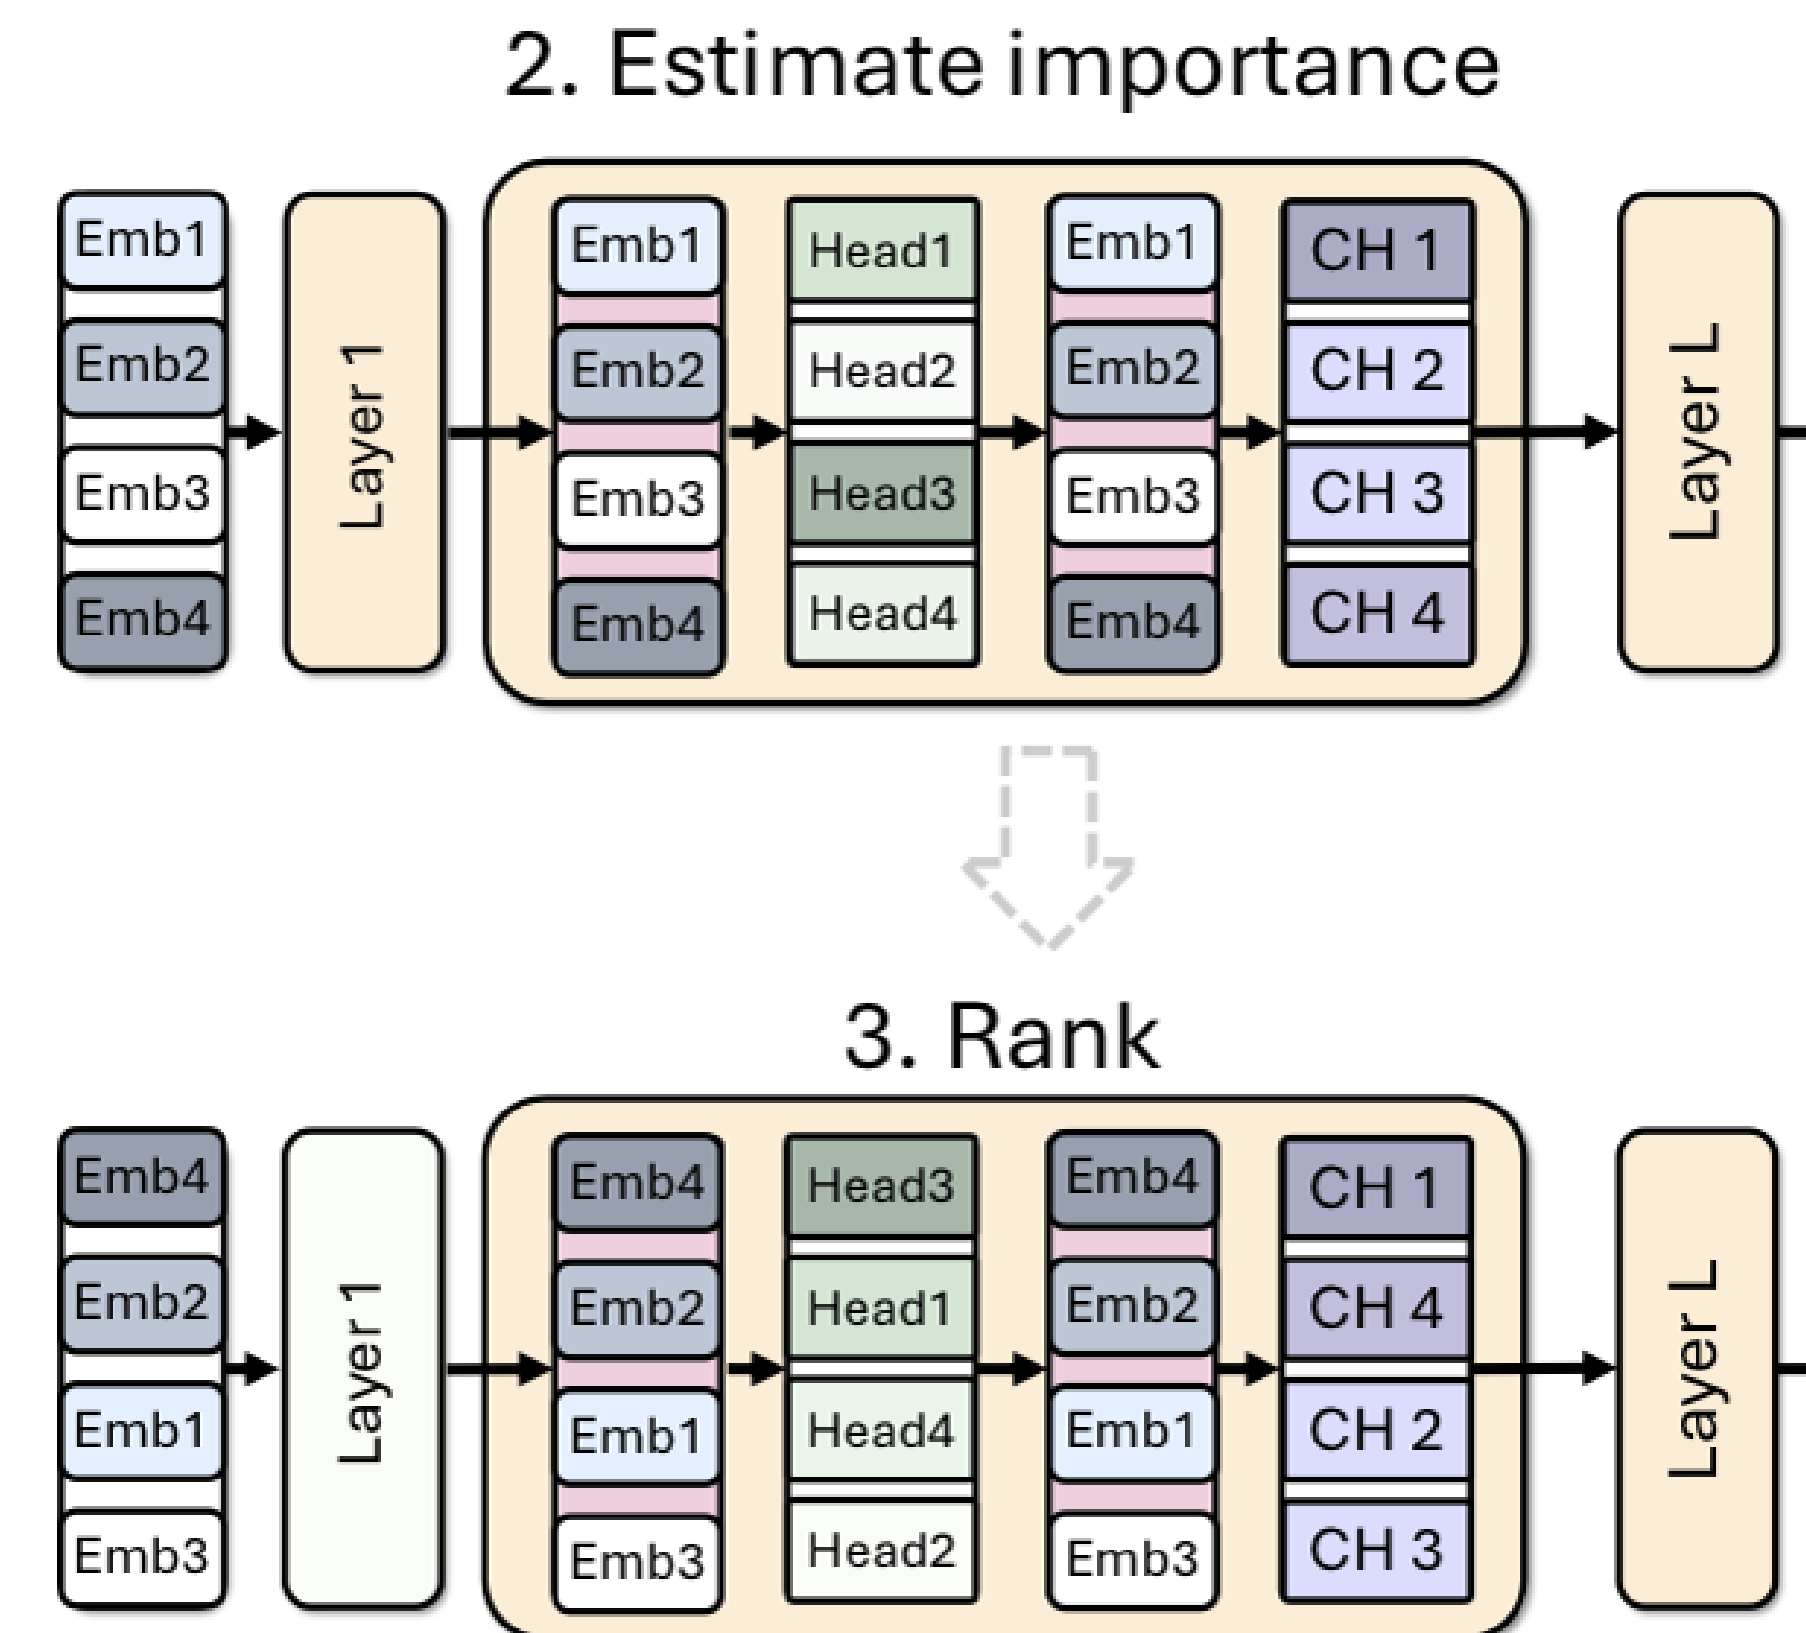 2. Estimate importance
Emb1
Emb2
Emb3
Emb4
Layer 1
Emb1
Emb2
Emb3
Emb4
Head1
Head2
Head3
Head4
Emb1
Emb2
Emb3
Emb4
CH 1
CH 2
CH 3
CH 4
Layer L
3. Rank
Emb4
Emb2
Emb1
Emb3
Layer 1
Emb4
Emb2
Emb1
Emb3
Head3
Head1
Head4
Head2
Emb4
Emb2
Emb1
Emb3
CH 1
CH 4
CH 2
CH 3
Layer L